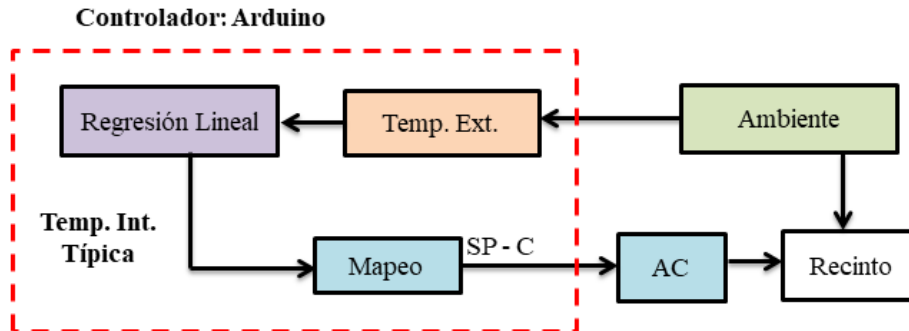 Controlador: Arduino
Regresión Lineal
Temp. Ext.
Ambiente
Temp. Int.
Típica
Mapeo
SP - C
AC
Recinto